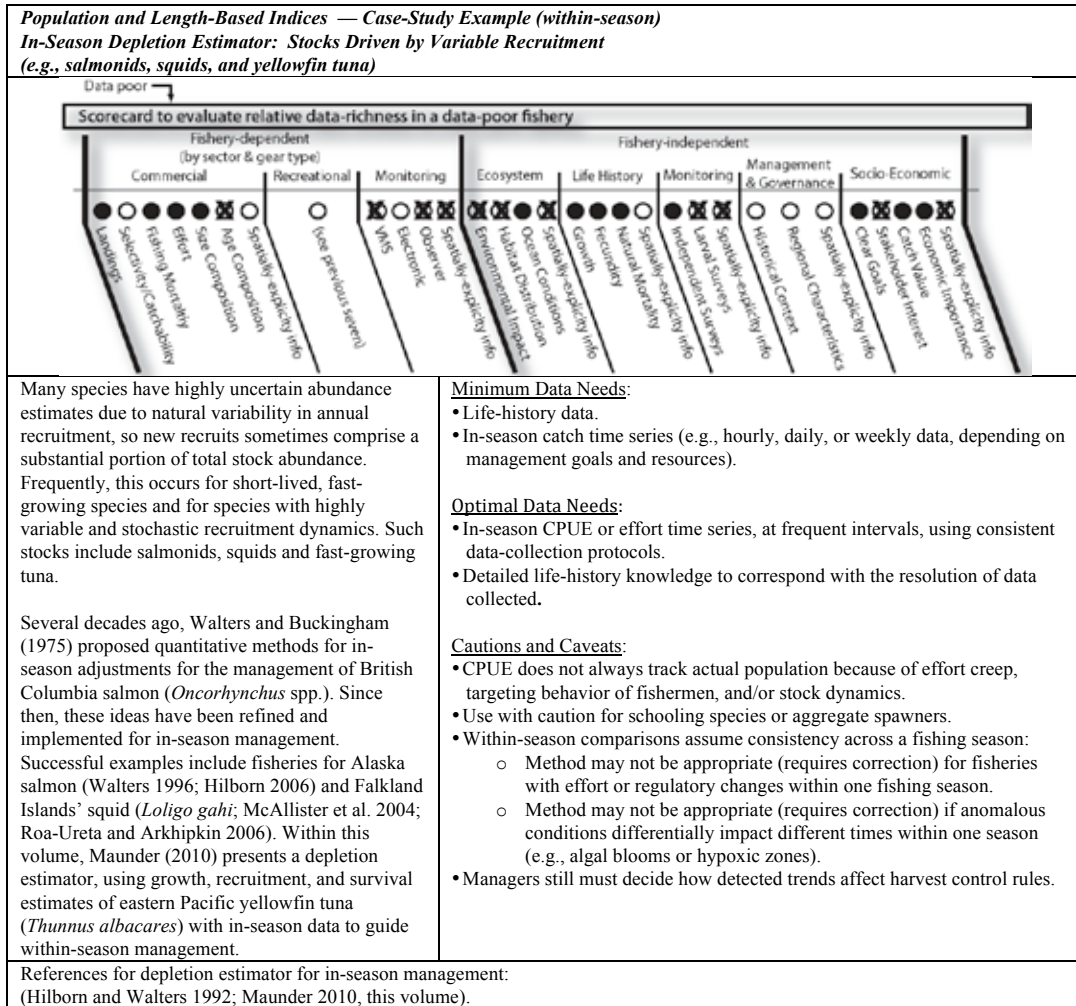 Population and Length-Based Indices — Case-Study Example (within-season)
In-Season Depletion Estimator: Stocks Driven by Variable Recruitment
(e.g., salmonids, squids, and yellowfin tuna)
Data poor
Scorecard to evaluate relative data-richness in a data-poor fishery
Fishery-dependent
(by sector & gear type)
Fishery-independent
Commercial
Recreational
Monitoring
Ecosystem
Life History
Monitoring
Management
& Governance
Socio-Economic
Landings
Selectivity/Catchability
Fishing Mortality
Effort
Size Composition
Age Composition
Spatially-explicity info
(see previous seven)
VMS
Electronic
Observer
Spatially-explicity info
Environmental Impact
Habitat Distribution
Ocean Conditions
Spatially-explicity info
Growth
Fecundity
Natural Mortality
Spatially-explicity info
Independent Surveys
Larval Surveys
Spatially-explicity info
Historical Context
Regional Characteristics
Spatially-explicity info
Clear Goals
Stakeholder Interest
Catch Value
Economic Importance
Spatially-explicity info
Many species have highly uncertain abundance
estimates due to natural variability in annual
recruitment, so new recruits sometimes comprise a
substantial portion of total stock abundance.
Frequently, this occurs for short-lived, fast-
growing species and for species with highly
variable and stochastic recruitment dynamics. Such
stocks include salmonids, squids and fast-growing
tuna.
Several decades ago, Walters and Buckingham
(1975) proposed quantitative methods for in-
season adjustments for the management of British
Columbia salmon (Oncorhynchus spp.). Since
then, these ideas have been refined and
implemented for in-season management.
Successful examples include fisheries for Alaska
salmon (Walters 1996; Hilborn 2006) and Falkland
Islands' squid (Loligo gahi; McAllister et al. 2004;
Roa-Ureta and Arkhipkin 2006). Within this
volume, Maunder (2010) presents a depletion
estimator, using growth, recruitment, and survival
estimates of eastern Pacific yellowfin tuna
(Thunnus albacares) with in-season data to guide
within-season management.
Minimum Data Needs:
•Life-history data.
•In-season catch time series (e.g., hourly, daily, or weekly data, depending on
management goals and resources).
Optimal Data Needs:
•In-season CPUE or effort time series, at frequent intervals, using consistent
data-collection protocols.
•Detailed life-history knowledge to correspond with the resolution of data
collected.
Cautions and Caveats:
•CPUE does not always track actual population because of effort creep,
targeting behavior of fishermen, and/or stock dynamics.
•Use with caution for schooling species or aggregate spawners.
•Within-season comparisons assume consistency across a fishing season:
o Method may not be appropriate (requires correction) for fisheries
with effort or regulatory changes within one fishing season.
o Method may not be appropriate (requires correction) if anomalous
conditions differentially impact different times within one season
(e.g., algal blooms or hypoxic zones).
•Managers still must decide how detected trends affect harvest control rules.
References for depletion estimator for in-season management:
(Hilborn and Walters 1992; Maunder 2010, this volume).